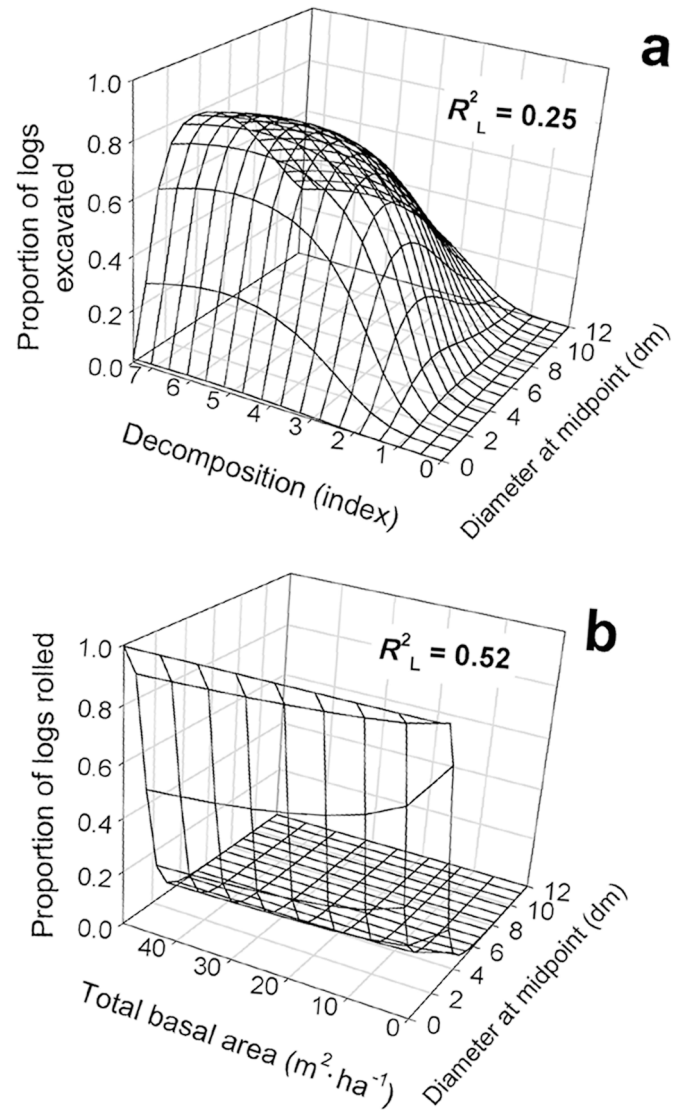 a
R²L = 0.25
1.0
0.8
0.6
0.4
0.2
0.0
Proportion of logs
excavated
7 6 5 4 3 2 1 0
Decomposition (index)
0 2 4 6 8 10 12
Diameter at midpoint (dm)
b
R²L = 0.52
1.0
0.8
0.6
0.4
0.2
0.0
Proportion of logs rolled
40 30 20 10 0
Total basal area (m²·ha⁻¹)
0 2 4 6 8 10 12
Diameter at midpoint (dm)